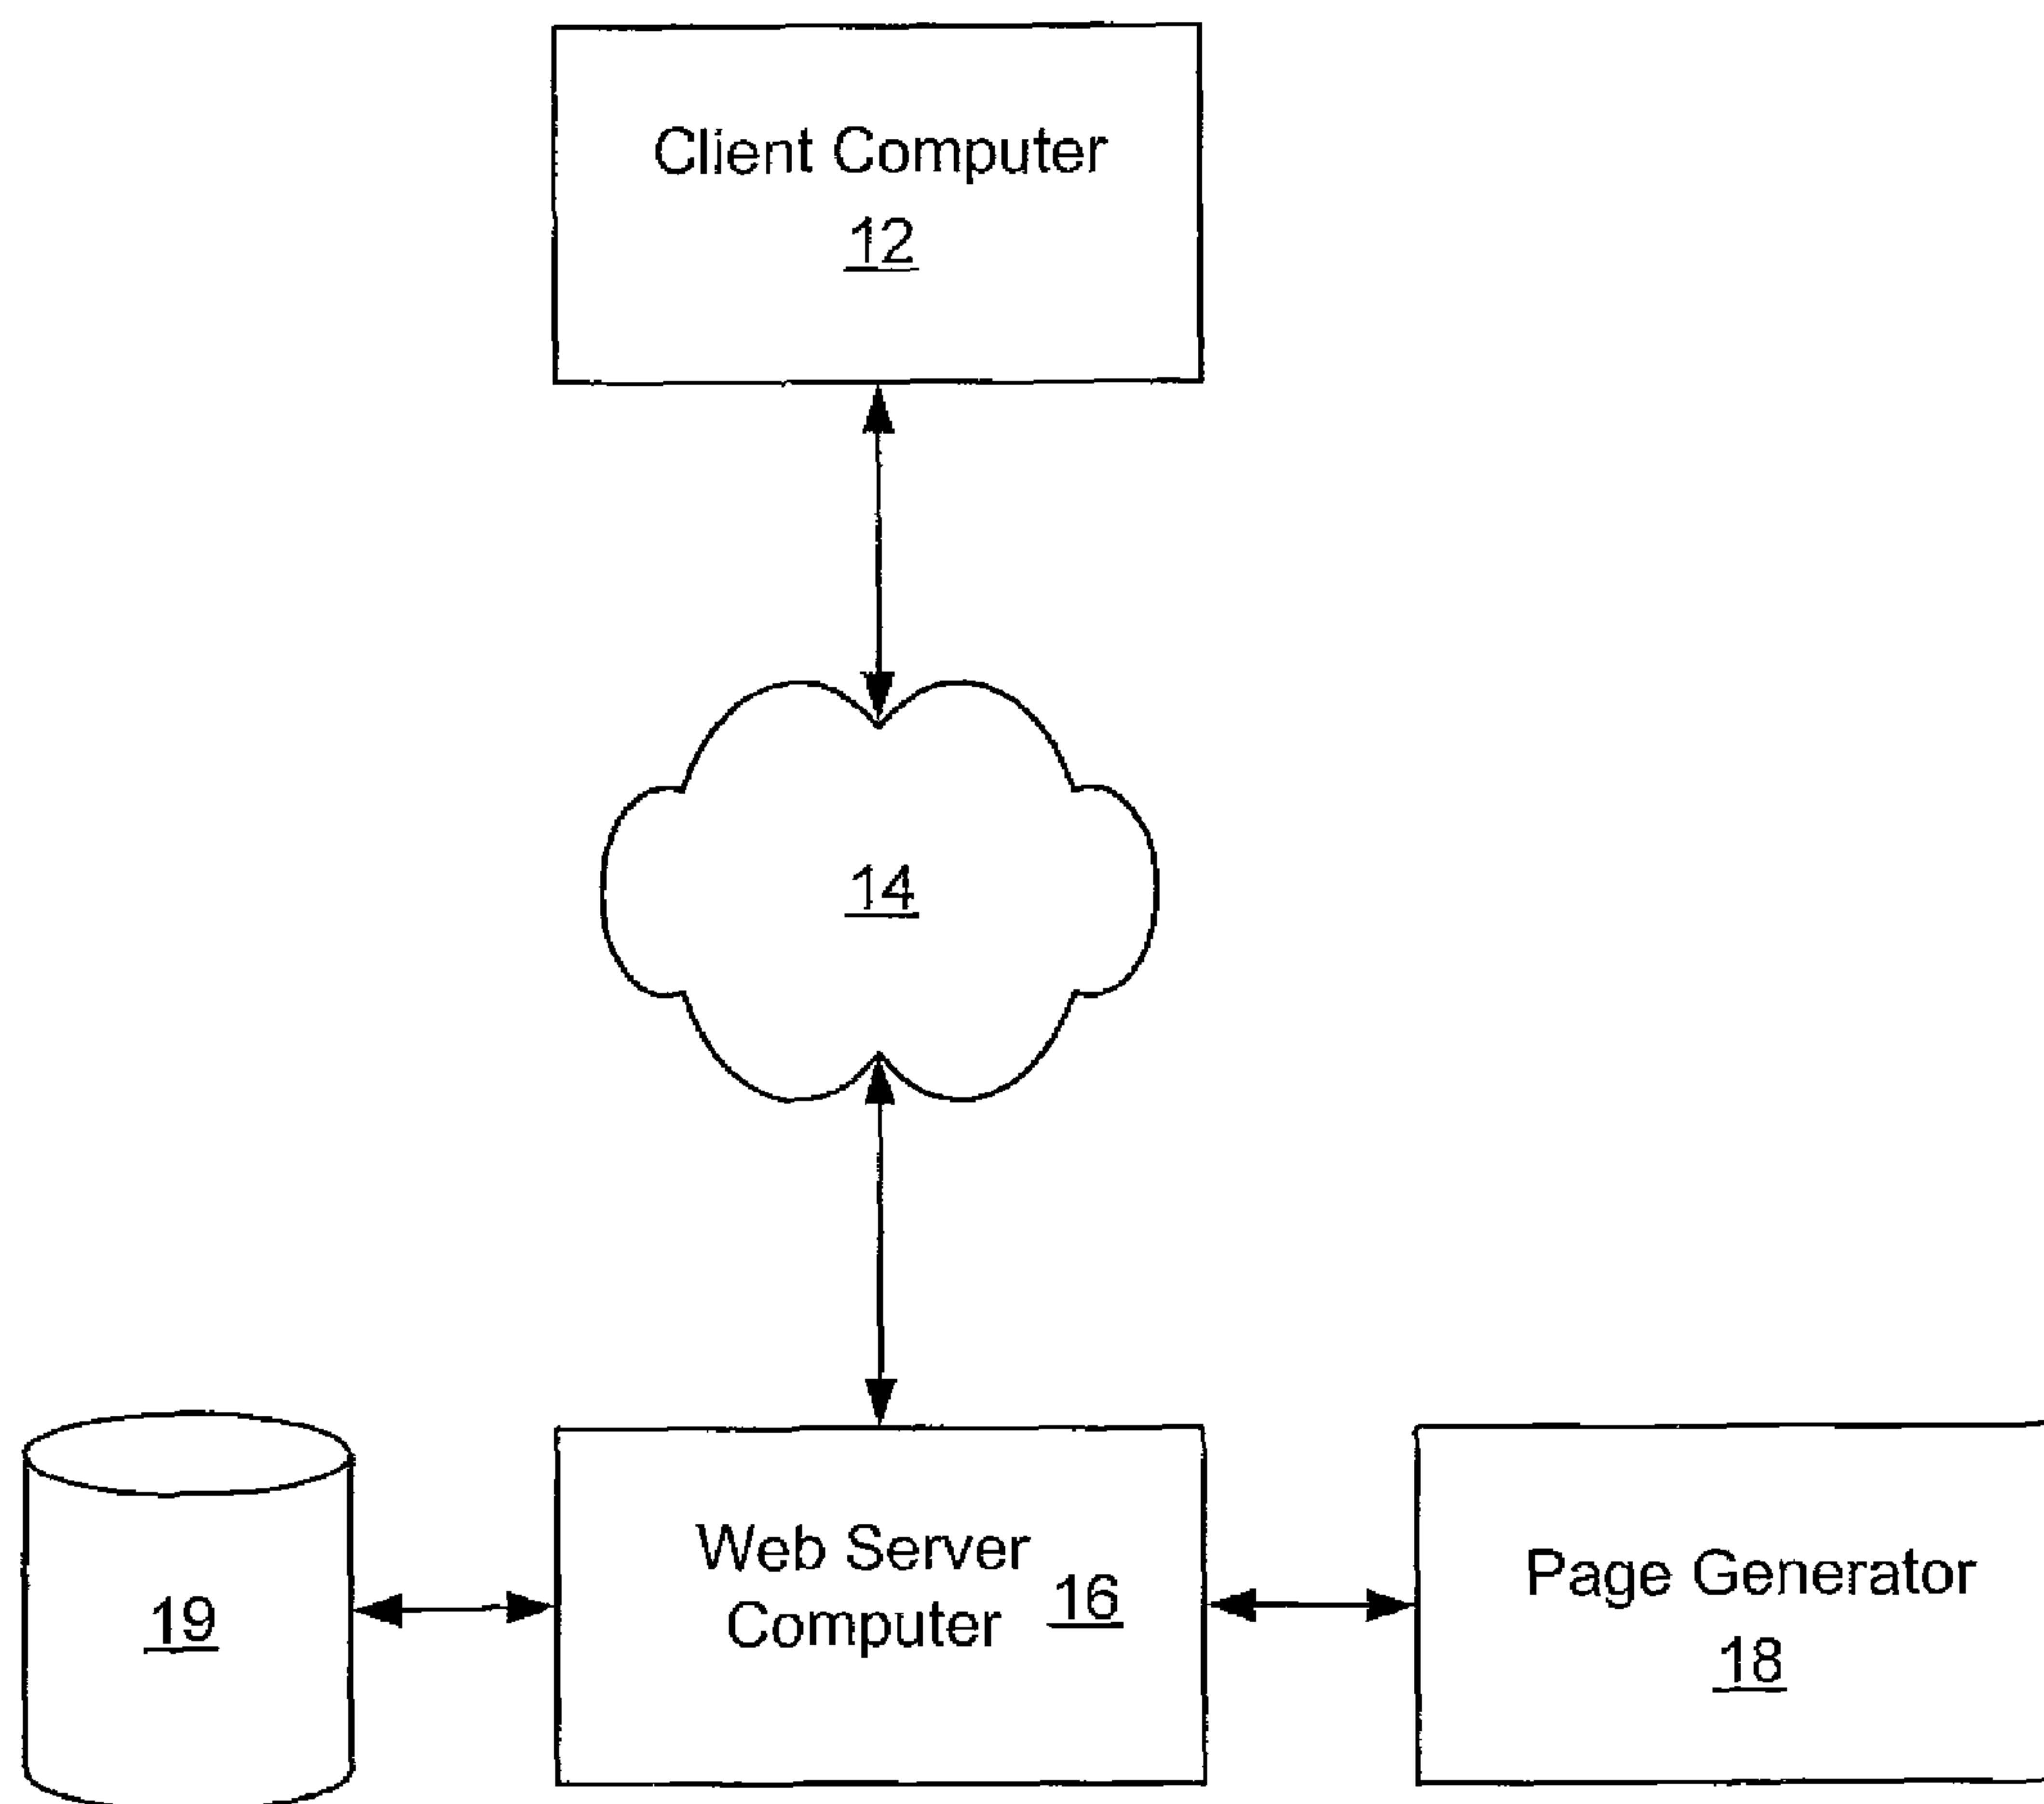 Client Computer
12
14
19
Web Server
Computer
16
Page Generator
18